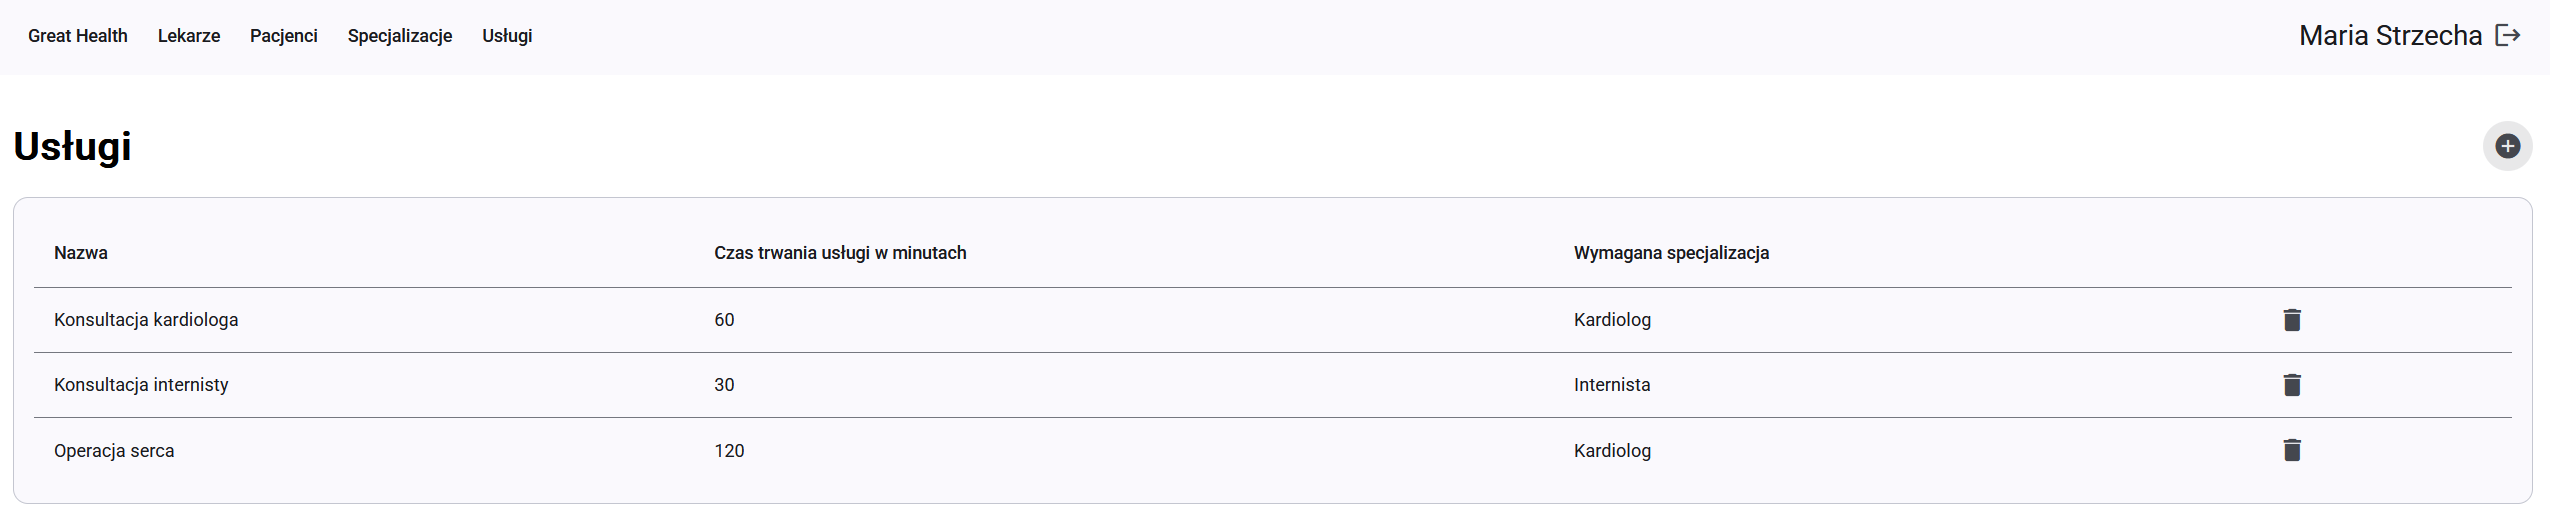 Great Health Lekarze Pacjenci Specjalizacje Usługi Maria Strzecha
Usługi
Nazwa Czas trwania usługi w minutach Wymagana specjalizacja
Konsultacja kardiologa 60 Kardiolog
Konsultacja internisty 30 Internista
Operacja serca 120 Kardiolog